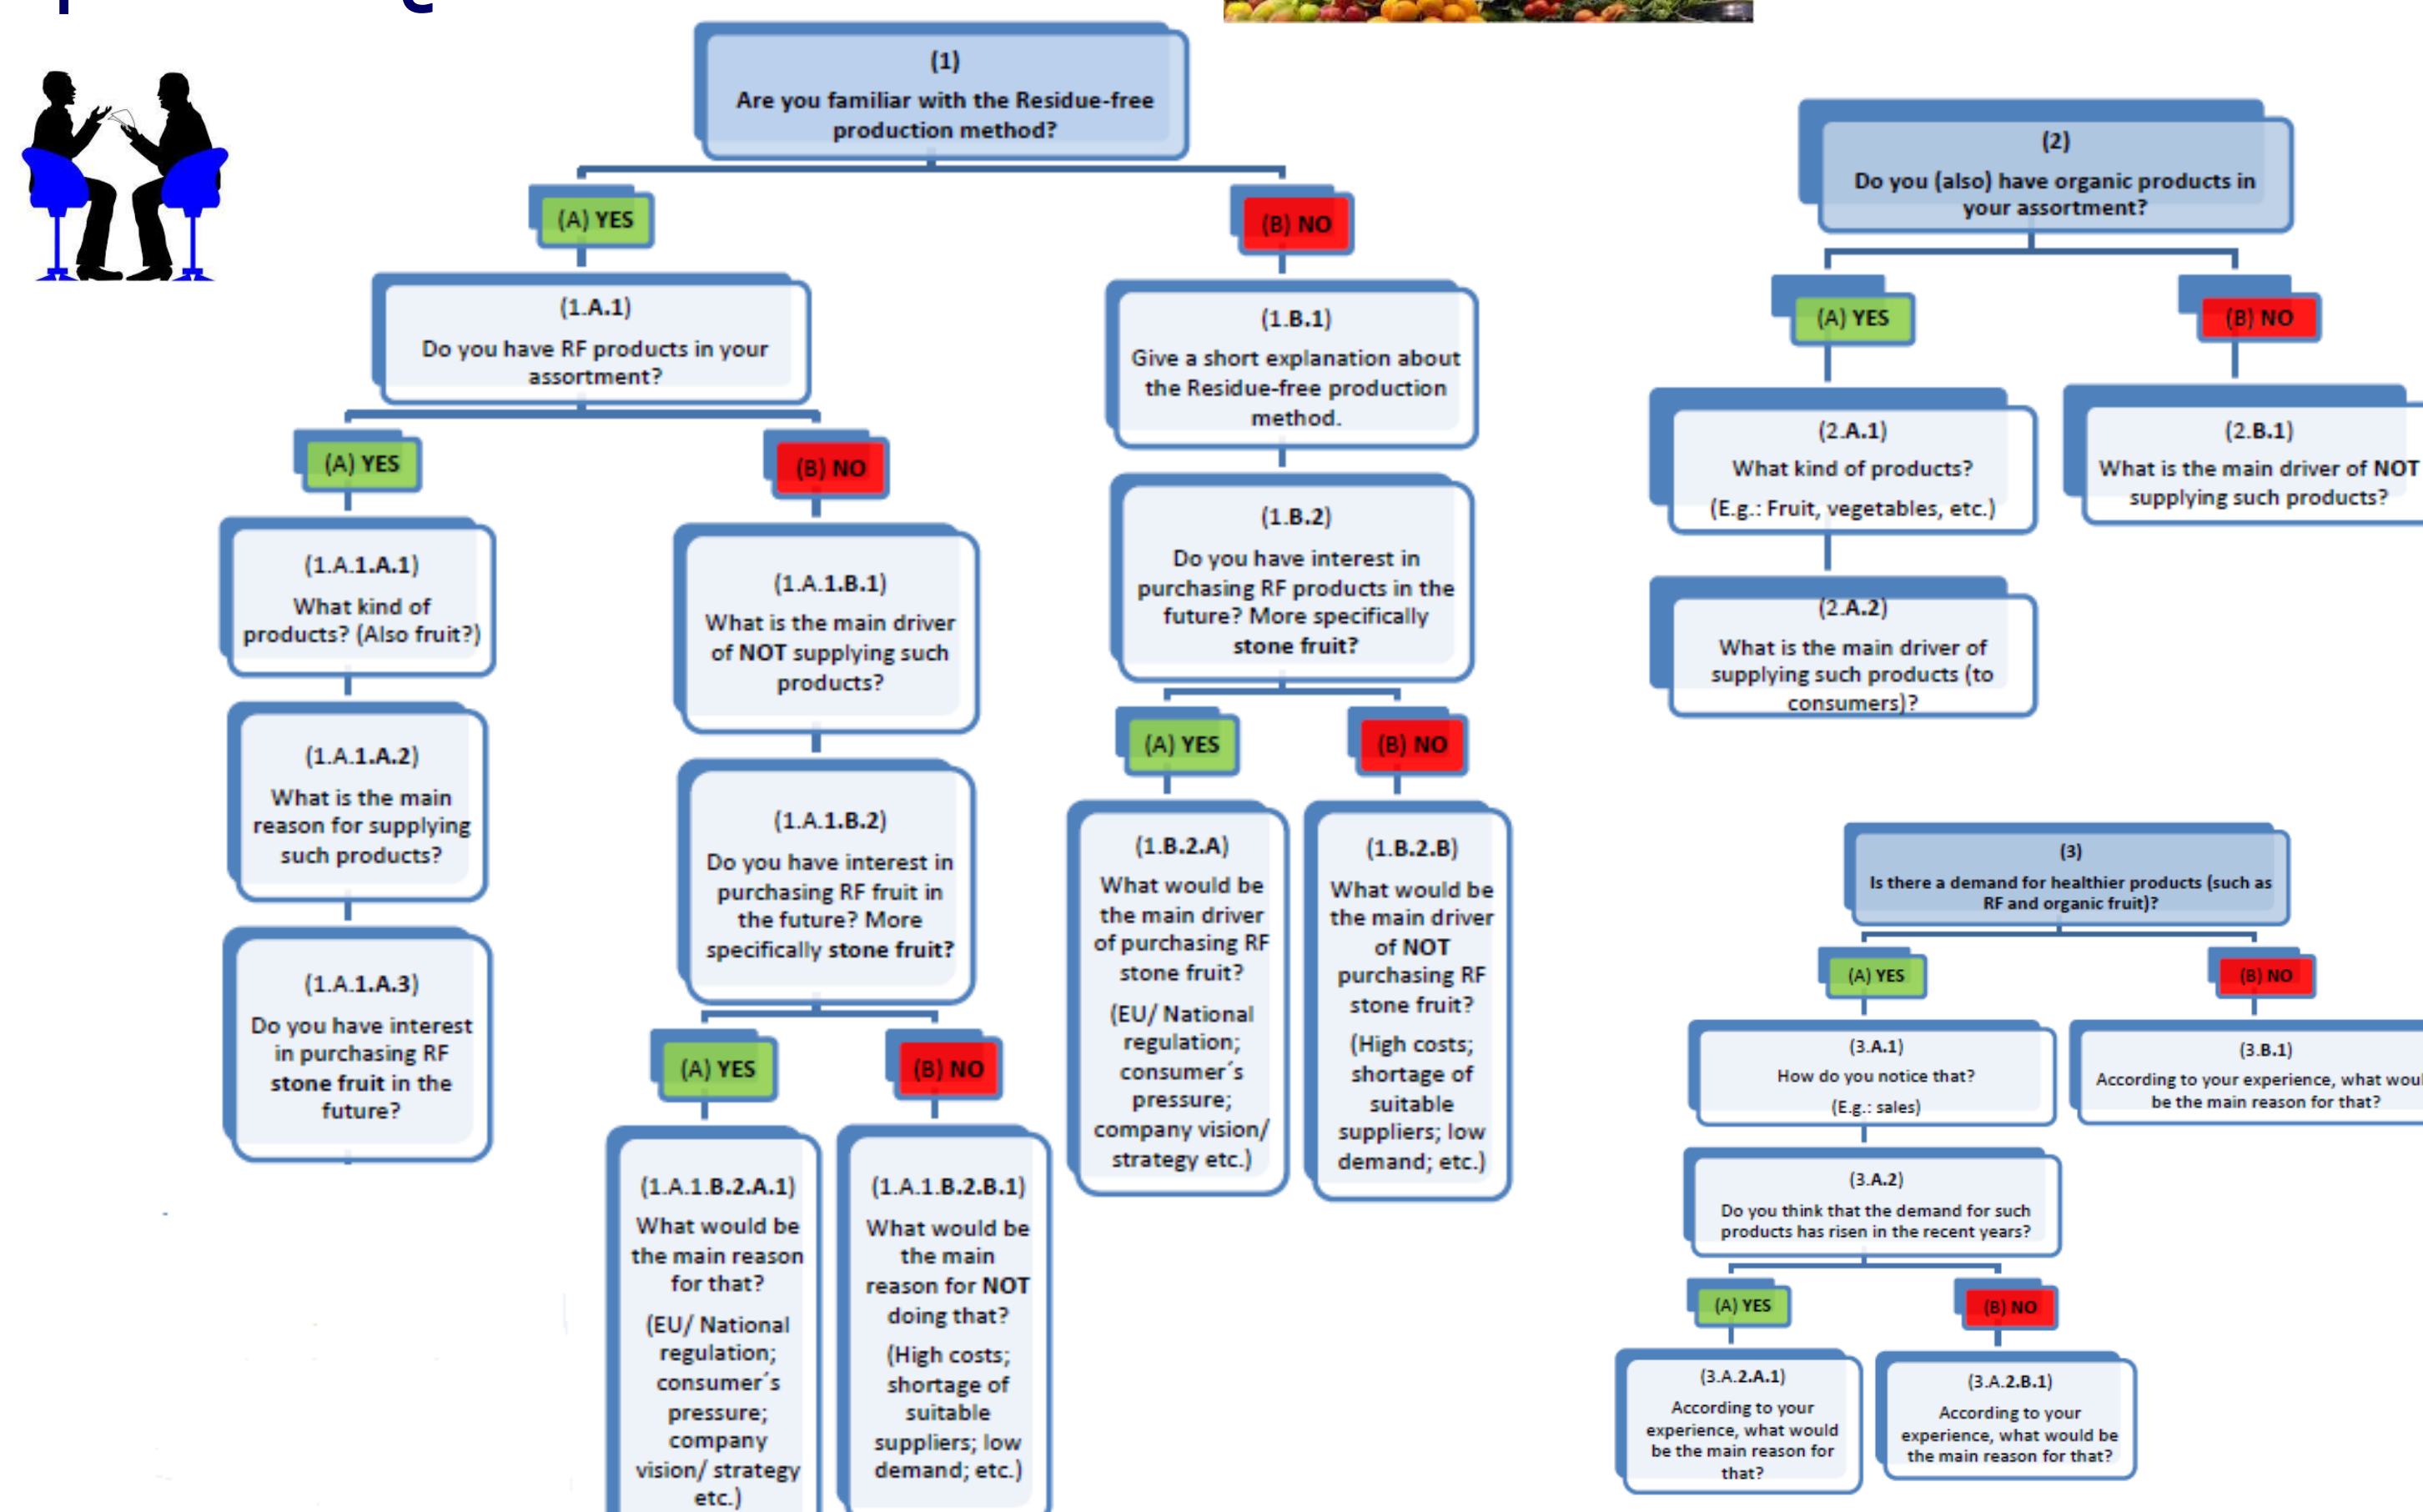 (1)
Are you familiar with the Residue-free
production method?
(A) YES
(B) NO
(1.A.1)
Do you have RF products in your
assortment?
(A) YES
(B) NO
(1.A.1.A.1)
What kind of
products? (Also fruit?)
(1.A.1.A.2)
What is the main
reason for supplying
such products?
(1.A.1.A.3)
Do you have interest
in purchasing RF
stone fruit in the
future?
(1.A.1.B.1)
What is the main driver
of NOT supplying such
products?
(1.A.1.B.2)
Do you have interest in
purchasing RF fruit in
the future? More
specifically stone fruit?
(A) YES
(B) NO
(1.A.1.B.2.A.1)
What would be
the main reason
for that?
(EU/ National
regulation;
consumer´s
pressure;
company
vision/ strategy
etc.)
(1.A.1.B.2.B.1)
What would be
the main
reason for NOT
doing that?
(High costs;
shortage of
suitable
suppliers; low
demand; etc.)
(1.B.1)
Give a short explanation about
the Residue-free production
method.
(1.B.2)
Do you have interest in
purchasing RF products in the
future? More specifically
stone fruit?
(A) YES
(B) NO
(1.B.2.A)
What would be
the main driver
of purchasing RF
stone fruit?
(EU/ National
regulation;
consumer´s
pressure;
company vision/
strategy etc.)
(1.B.2.B)
What would be
the main driver
of NOT
purchasing RF
stone fruit?
(High costs;
shortage of
suitable
suppliers; low
demand; etc.)
(2)
Do you (also) have organic products in
your assortment?
(A) YES
(B) NO
(2.A.1)
What kind of products?
(E.g.: Fruit, vegetables, etc.)
(2.A.2)
What is the main driver of
supplying such products (to
consumers)?
(2.B.1)
What is the main driver of NOT
supplying such products?
(3)
Is there a demand for healthier products (such as
RF and organic fruit)?
(A) YES
(B) NO
(3.A.1)
How do you notice that?
(E.g.: sales)
(3.A.2)
Do you think that the demand for such
products has risen in the recent years?
(A) YES
(B) NO
(3.A.2.A.1)
According to your
experience, what would
be the main reason for
that?
(3.A.2.B.1)
According to your
experience, what would be
the main reason for that?
(3.B.1)
According to your experience, what
be the main reason for that?